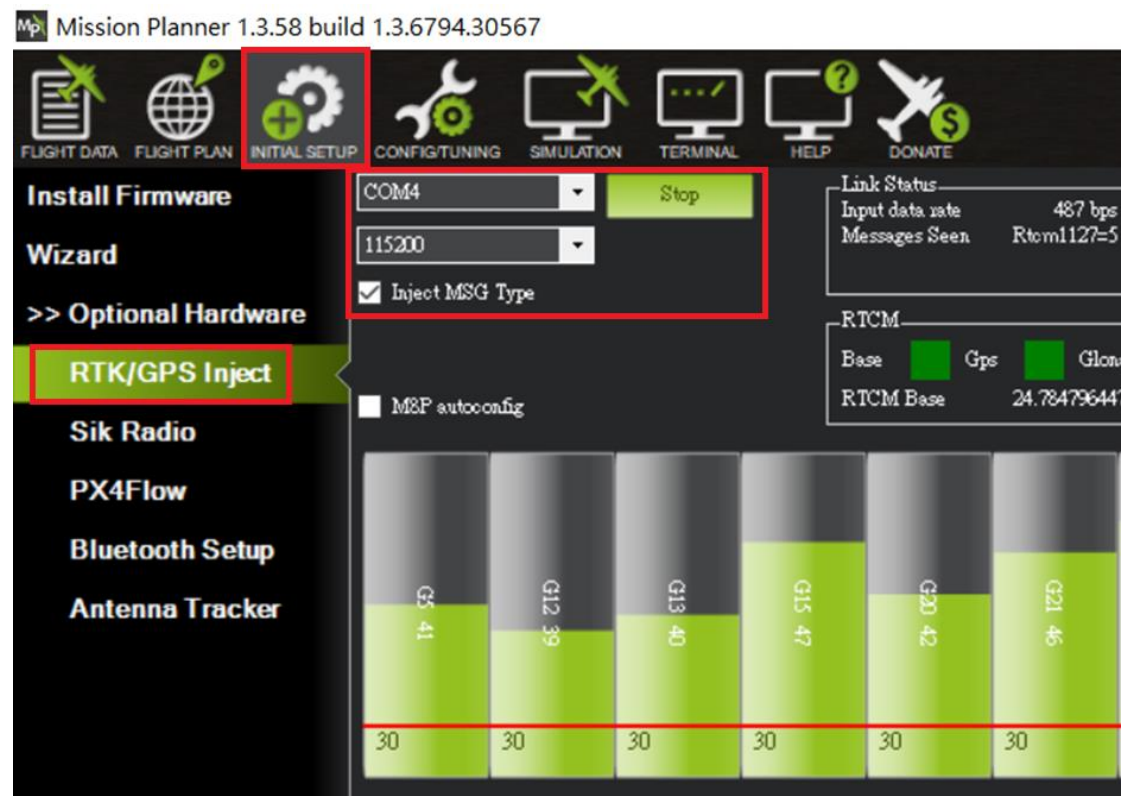 Mp Mission Planner 1.3.58 build 1.3.6794.30567
FLIGHT DATA FLIGHT PLAN INITIAL SETUP CONFIG/TUNING SIMULATION TERMINAL HELP DONATE
Install Firmware
Wizard
>> Optional Hardware
RTK/GPS Inject
Sik Radio
PX4Flow
Bluetooth Setup
Antenna Tracker
COM4 Stop
115200
Inject MSG Type
M8P autoconfig
Link Status
Input data rate 487 bps
Messages Seen Rtcm1127=5
RTCM
Base Gps Glona
RTCM Base 24.784796447
G5 41
G12 39
G13 40
G15 47
G20 42
G21 46
30 30 30 30 30 30